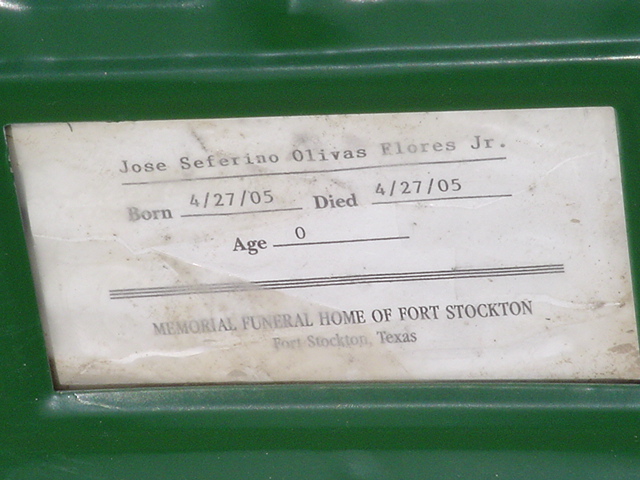 Jose Seferino Olivas Flores Jr.
Born 4/27/05 Died 4/27/05
Age 0
MEMORIAL FUNERAL HOME OF FORT STOCKTON
Fort Stockton, Texas